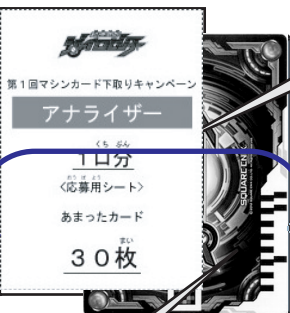 第1回マシンカード下取りキャンペーン
アナライザー
くち ぶん
1口分
おう ぼ よう
〈応募用シート〉
あまったカード
まい
30枚
SQUARE ENIX